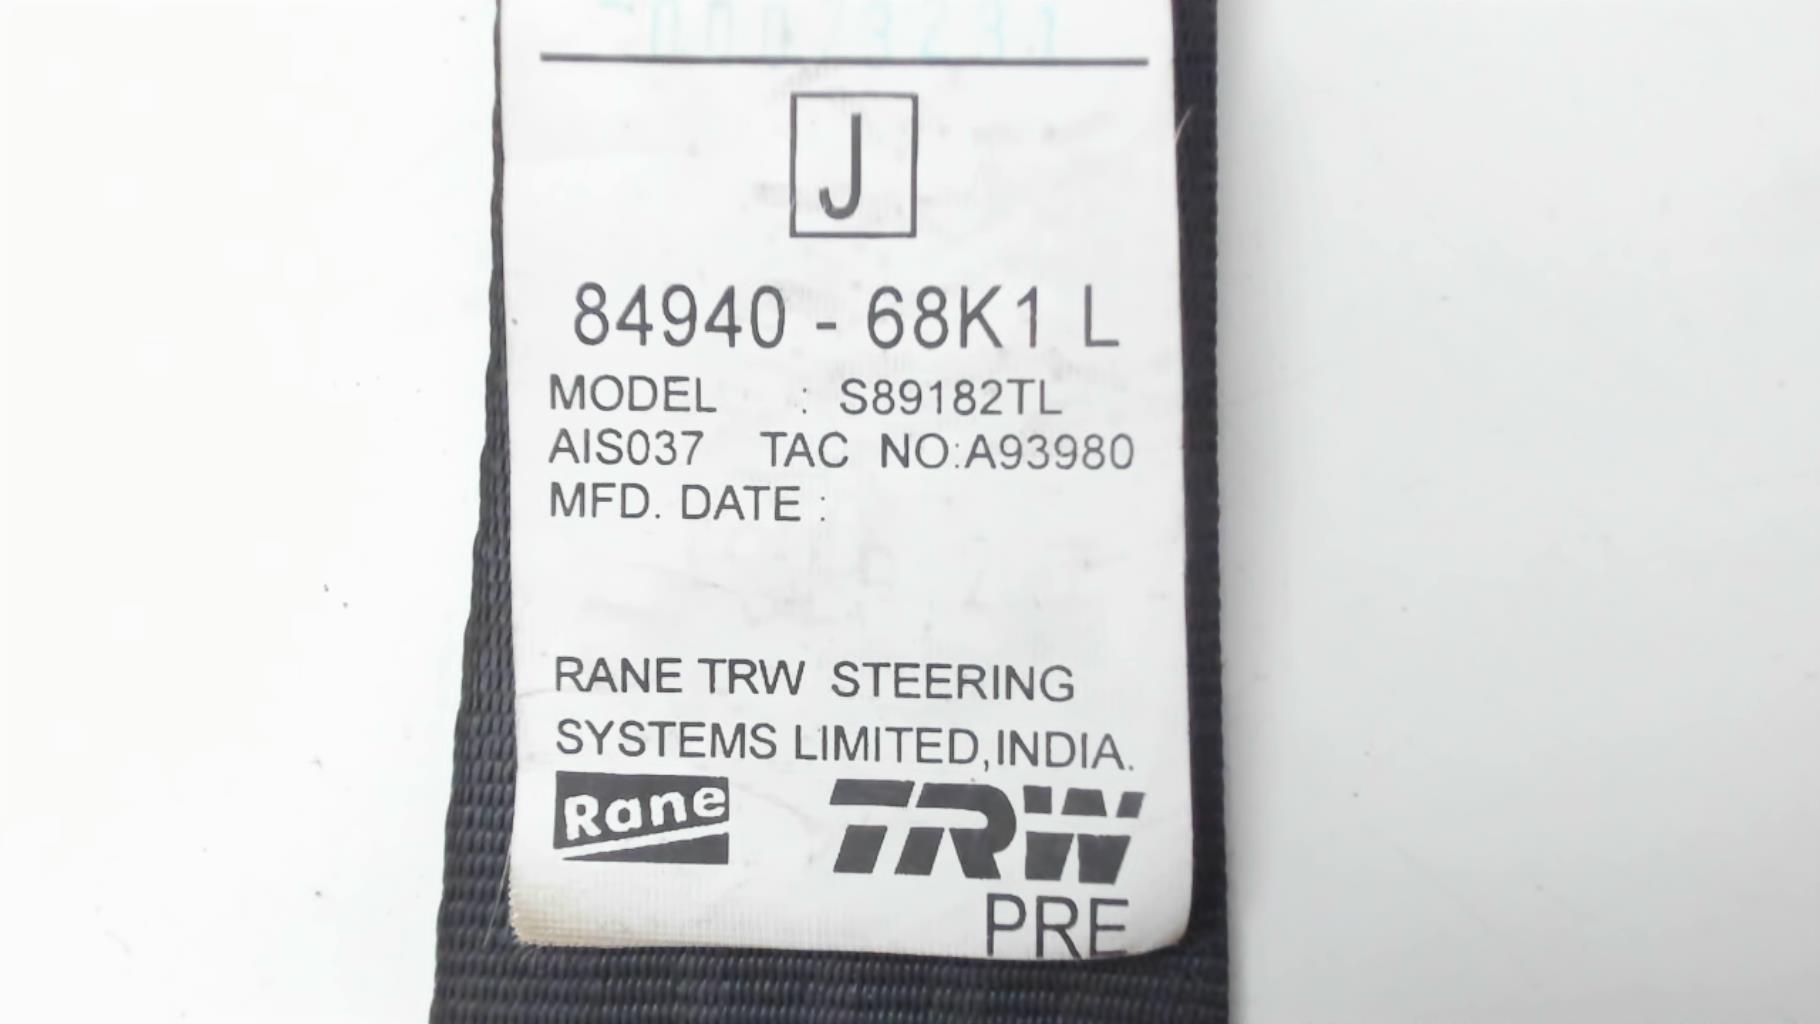 J
84940 - 68K1 L
MODEL : S89182TL
AIS037 TAC NO:A93980
MFD. DATE :
RANE TRW STEERING
SYSTEMS LIMITED,INDIA.
Rane TRW
PRE